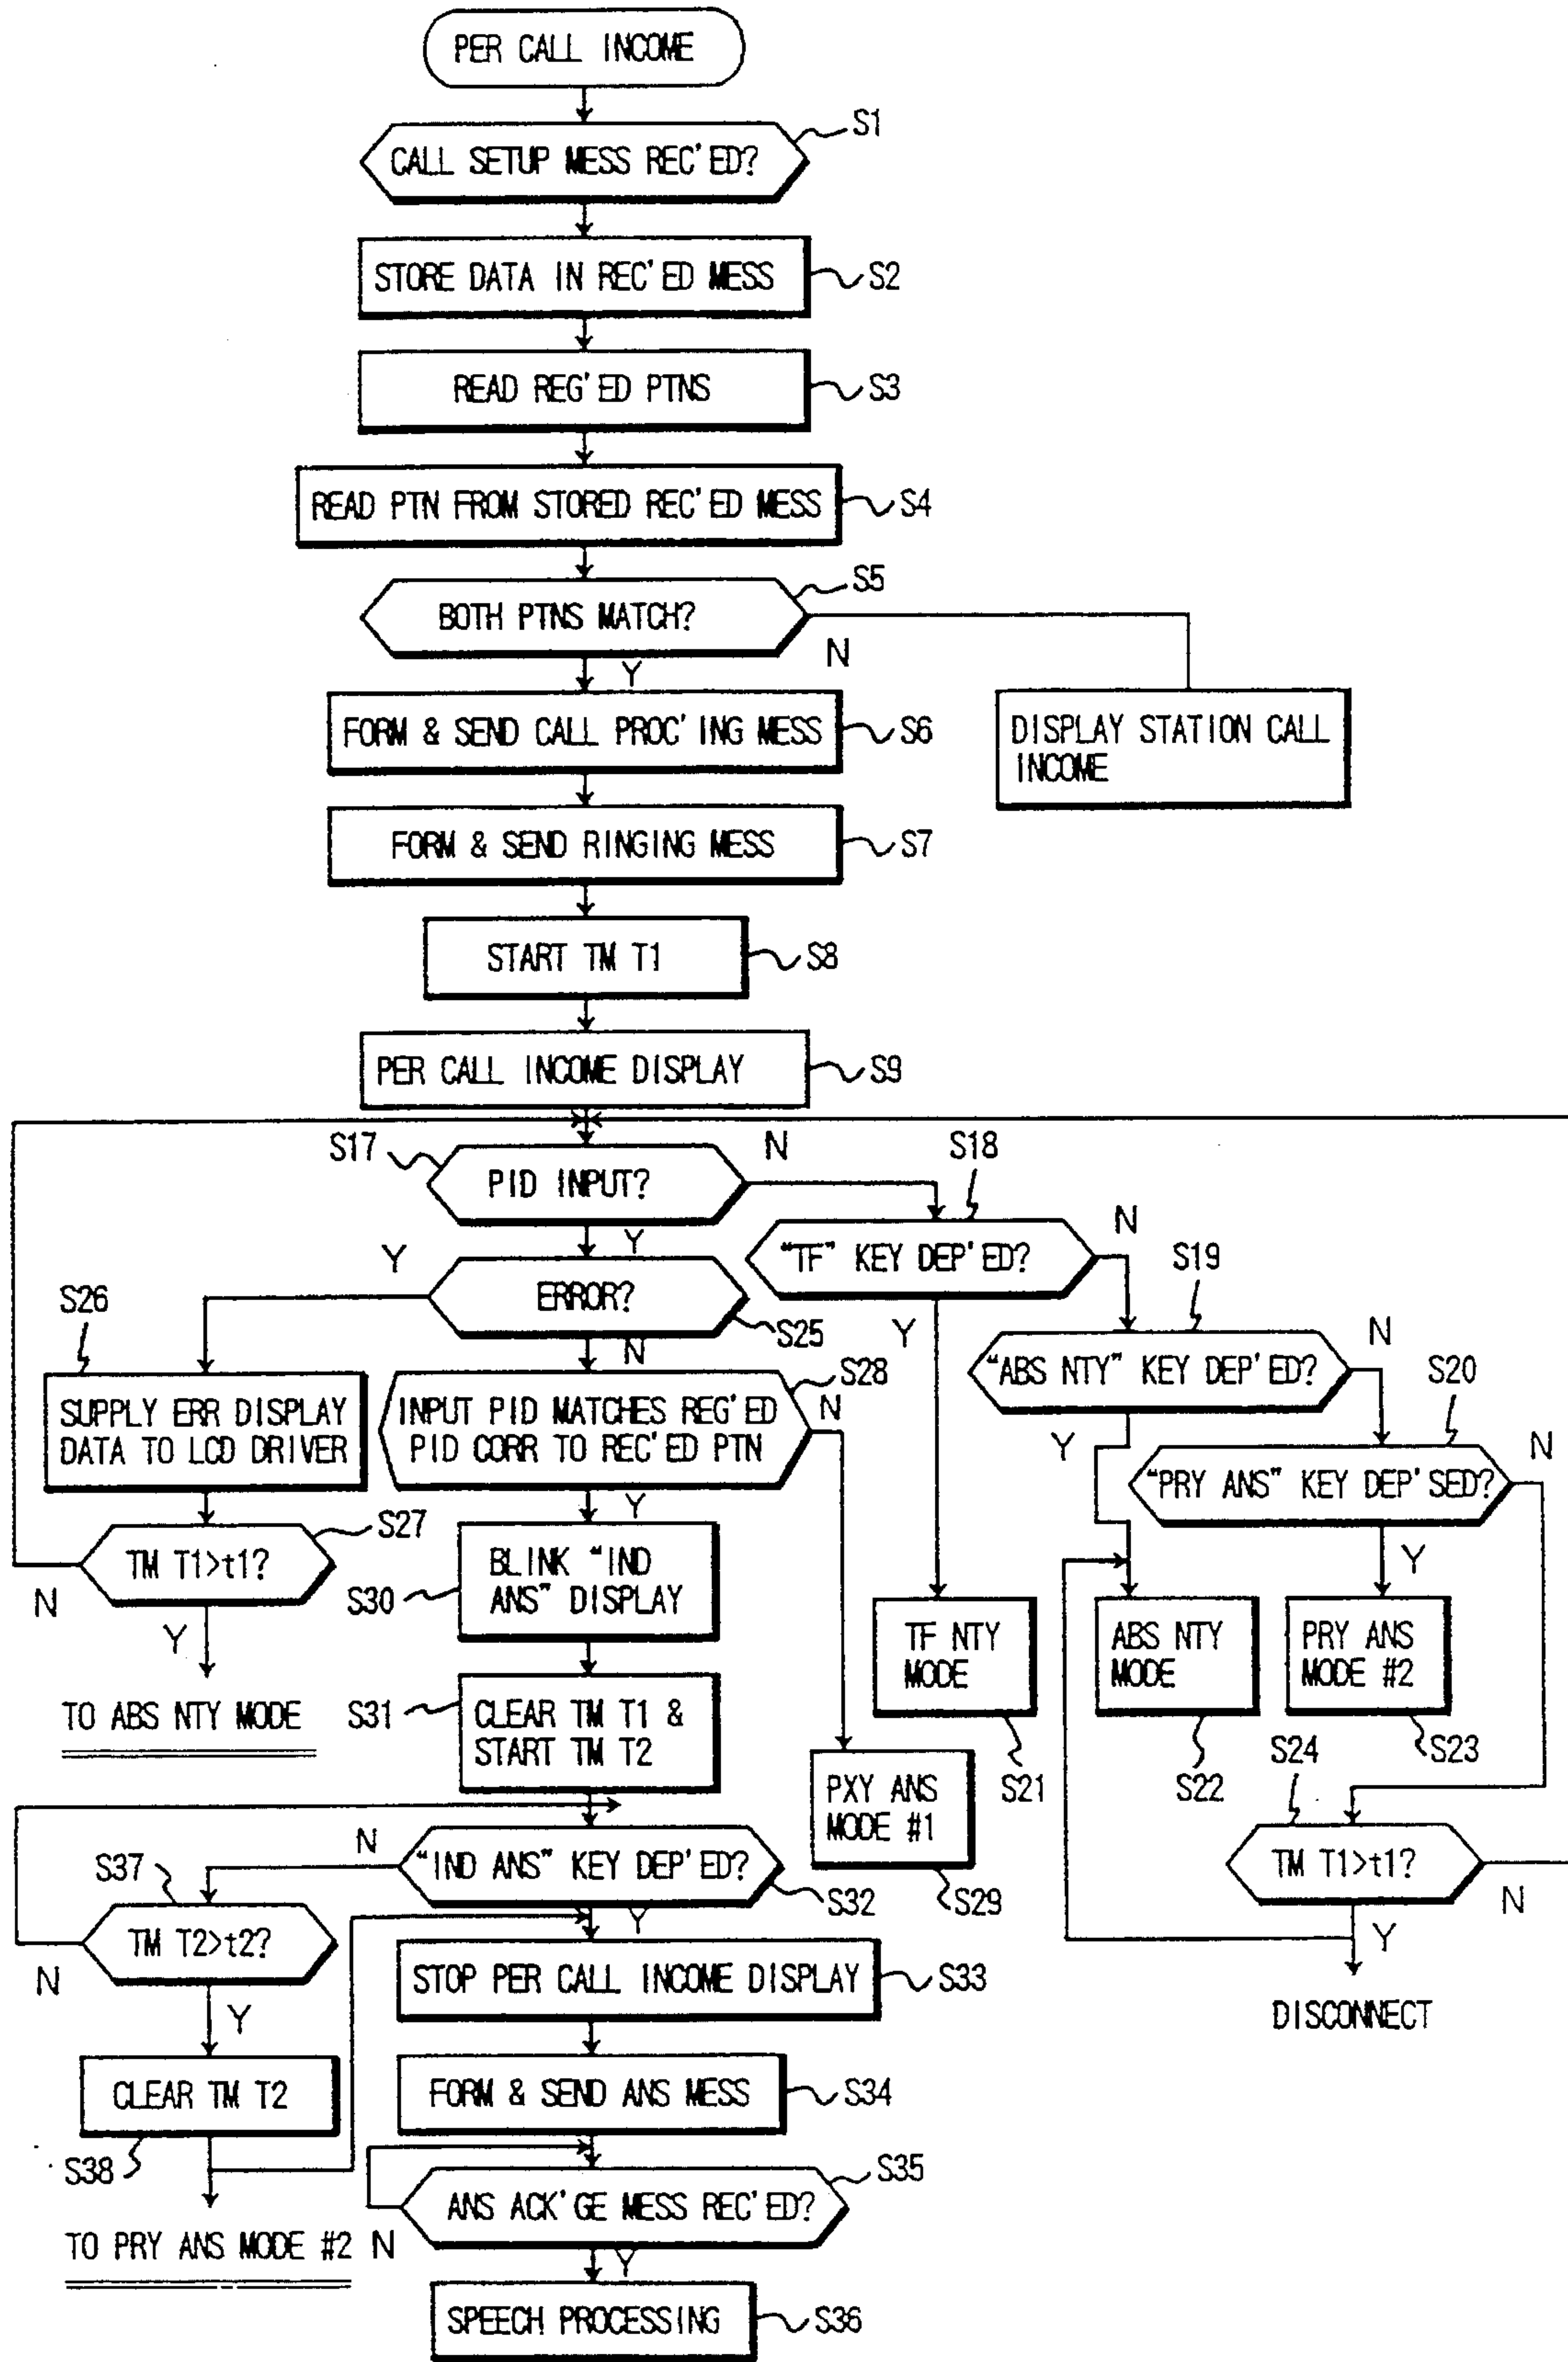 PER CALL INCOME
S1
CALL SETUP MESS REC'ED?
STORE DATA IN REC'ED MESS
S2
READ REG'ED PTNS
S3
READ PTN FROM STORED REC'ED MESS
S4
S5
BOTH PTNS MATCH?
N
Y
FORM & SEND CALL PROC'ING MESS
S6
DISPLAY STATION CALL
INCOME
FORM & SEND RINGING MESS
S7
START TM T1
S8
PER CALL INCOME DISPLAY
S9
S17
PID INPUT?
N
S18
Y
"TF" KEY DEP'ED?
N
Y
S19
ERROR?
S25
S26
N
Y
"ABS NTY" KEY DEP'ED?
N
S28
S20
SUPPLY ERR DISPLAY
DATA TO LCD DRIVER
INPUT PID MATCHES REG'ED
PID CORR TO REC'ED PTN
N
Y
"PRY ANS" KEY DEP'SED?
N
S27
TM T1>t1?
N
Y
Y
BLINK "IND
ANS" DISPLAY
S30
Y
TF NTY
MODE
S21
ABS NTY
MODE
S22
PRY ANS
MODE #2
S23
TO ABS NTY MODE
S31
CLEAR TM T1 &
START TM T2
PXY ANS
MODE #1
S29
S24
TM T1>t1?
N
Y
DISCONNECT
N
"IND ANS" KEY DEP'ED?
S32
S37
Y
TM T2>t2?
N
Y
STOP PER CALL INCOME DISPLAY
S33
CLEAR TM T2
S38
FORM & SEND ANS MESS
S34
S35
ANS ACK'GE MESS REC'ED?
N
Y
TO PRY ANS MODE #2
SPEECH PROCESSING
S36